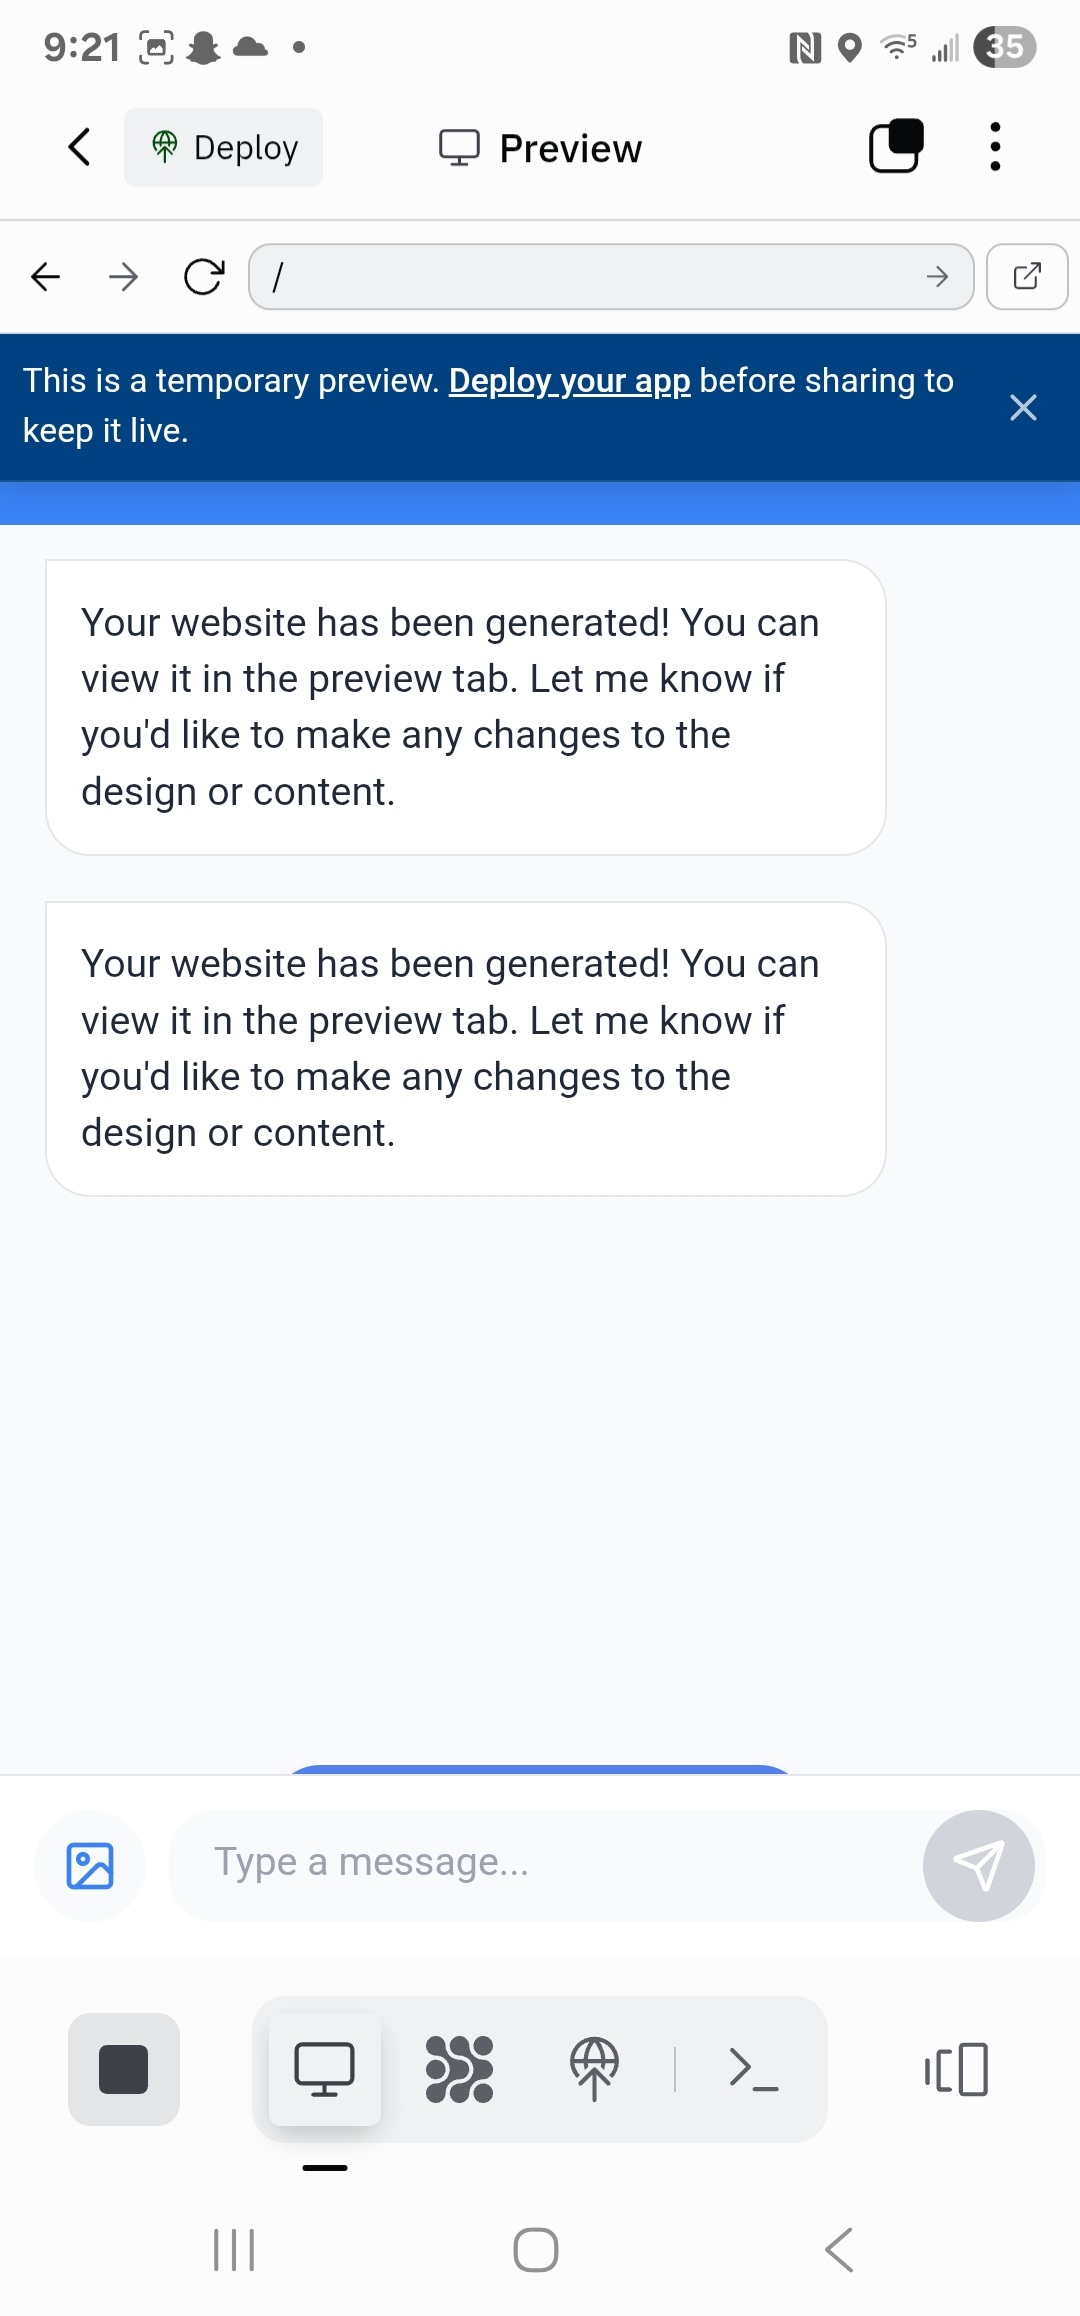 9:21
5
35
Deploy
Preview
/
This is a temporary preview. Deploy your app before sharing to
keep it live.
Your website has been generated! You can
view it in the preview tab. Let me know if
you'd like to make any changes to the
design or content.
Your website has been generated! You can
view it in the preview tab. Let me know if
you'd like to make any changes to the
design or content.
Type a message...